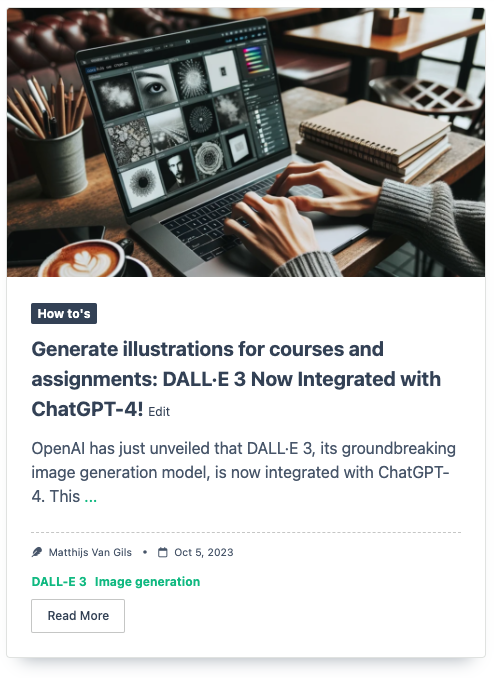 How to's
Generate illustrations for courses and
assignments: DALL·E 3 Now Integrated with
ChatGPT-4! Edit
OpenAI has just unveiled that DALL·E 3, its groundbreaking
image generation model, is now integrated with ChatGPT-
4. This ...
Matthijs Van Gils • Oct 5, 2023
DALL-E 3 Image generation
Read More